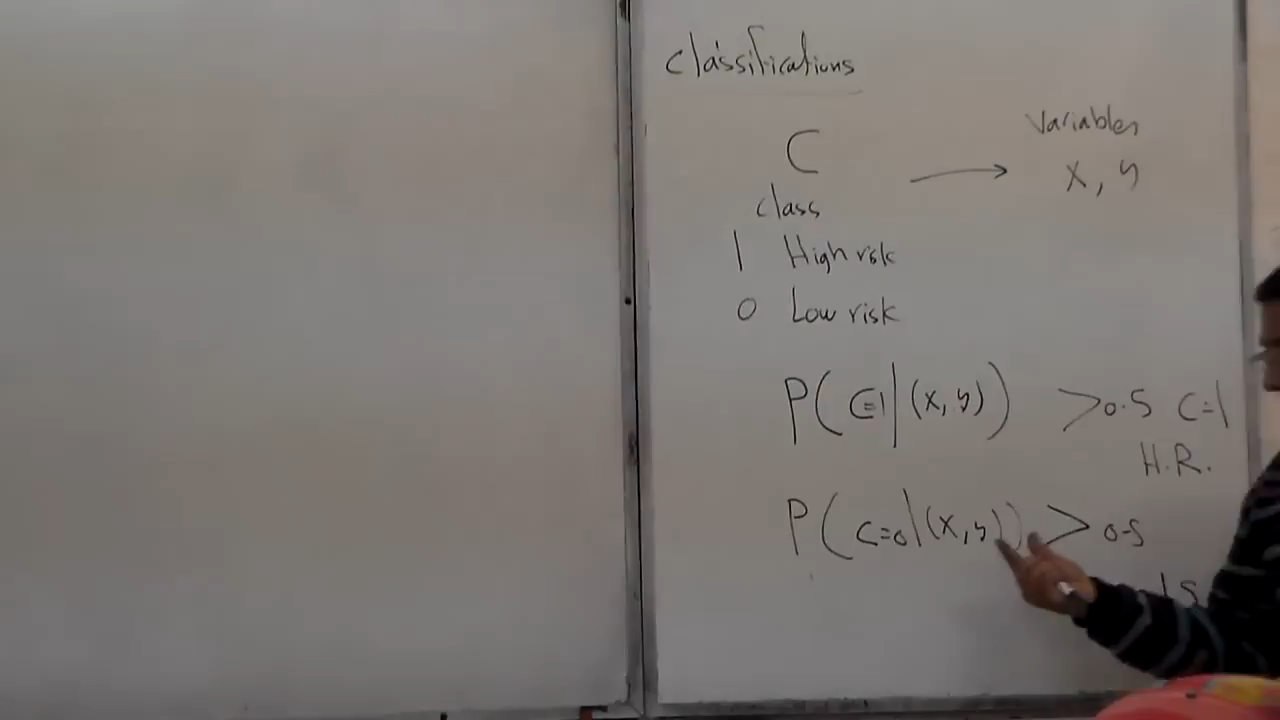 Classifications
C → Variables
x, y
class
1 High risk
0 Low risk
P(C=1|(x,y)) >0.5 C=1
H.R.
P(C=0|(x,y)) > 0.5